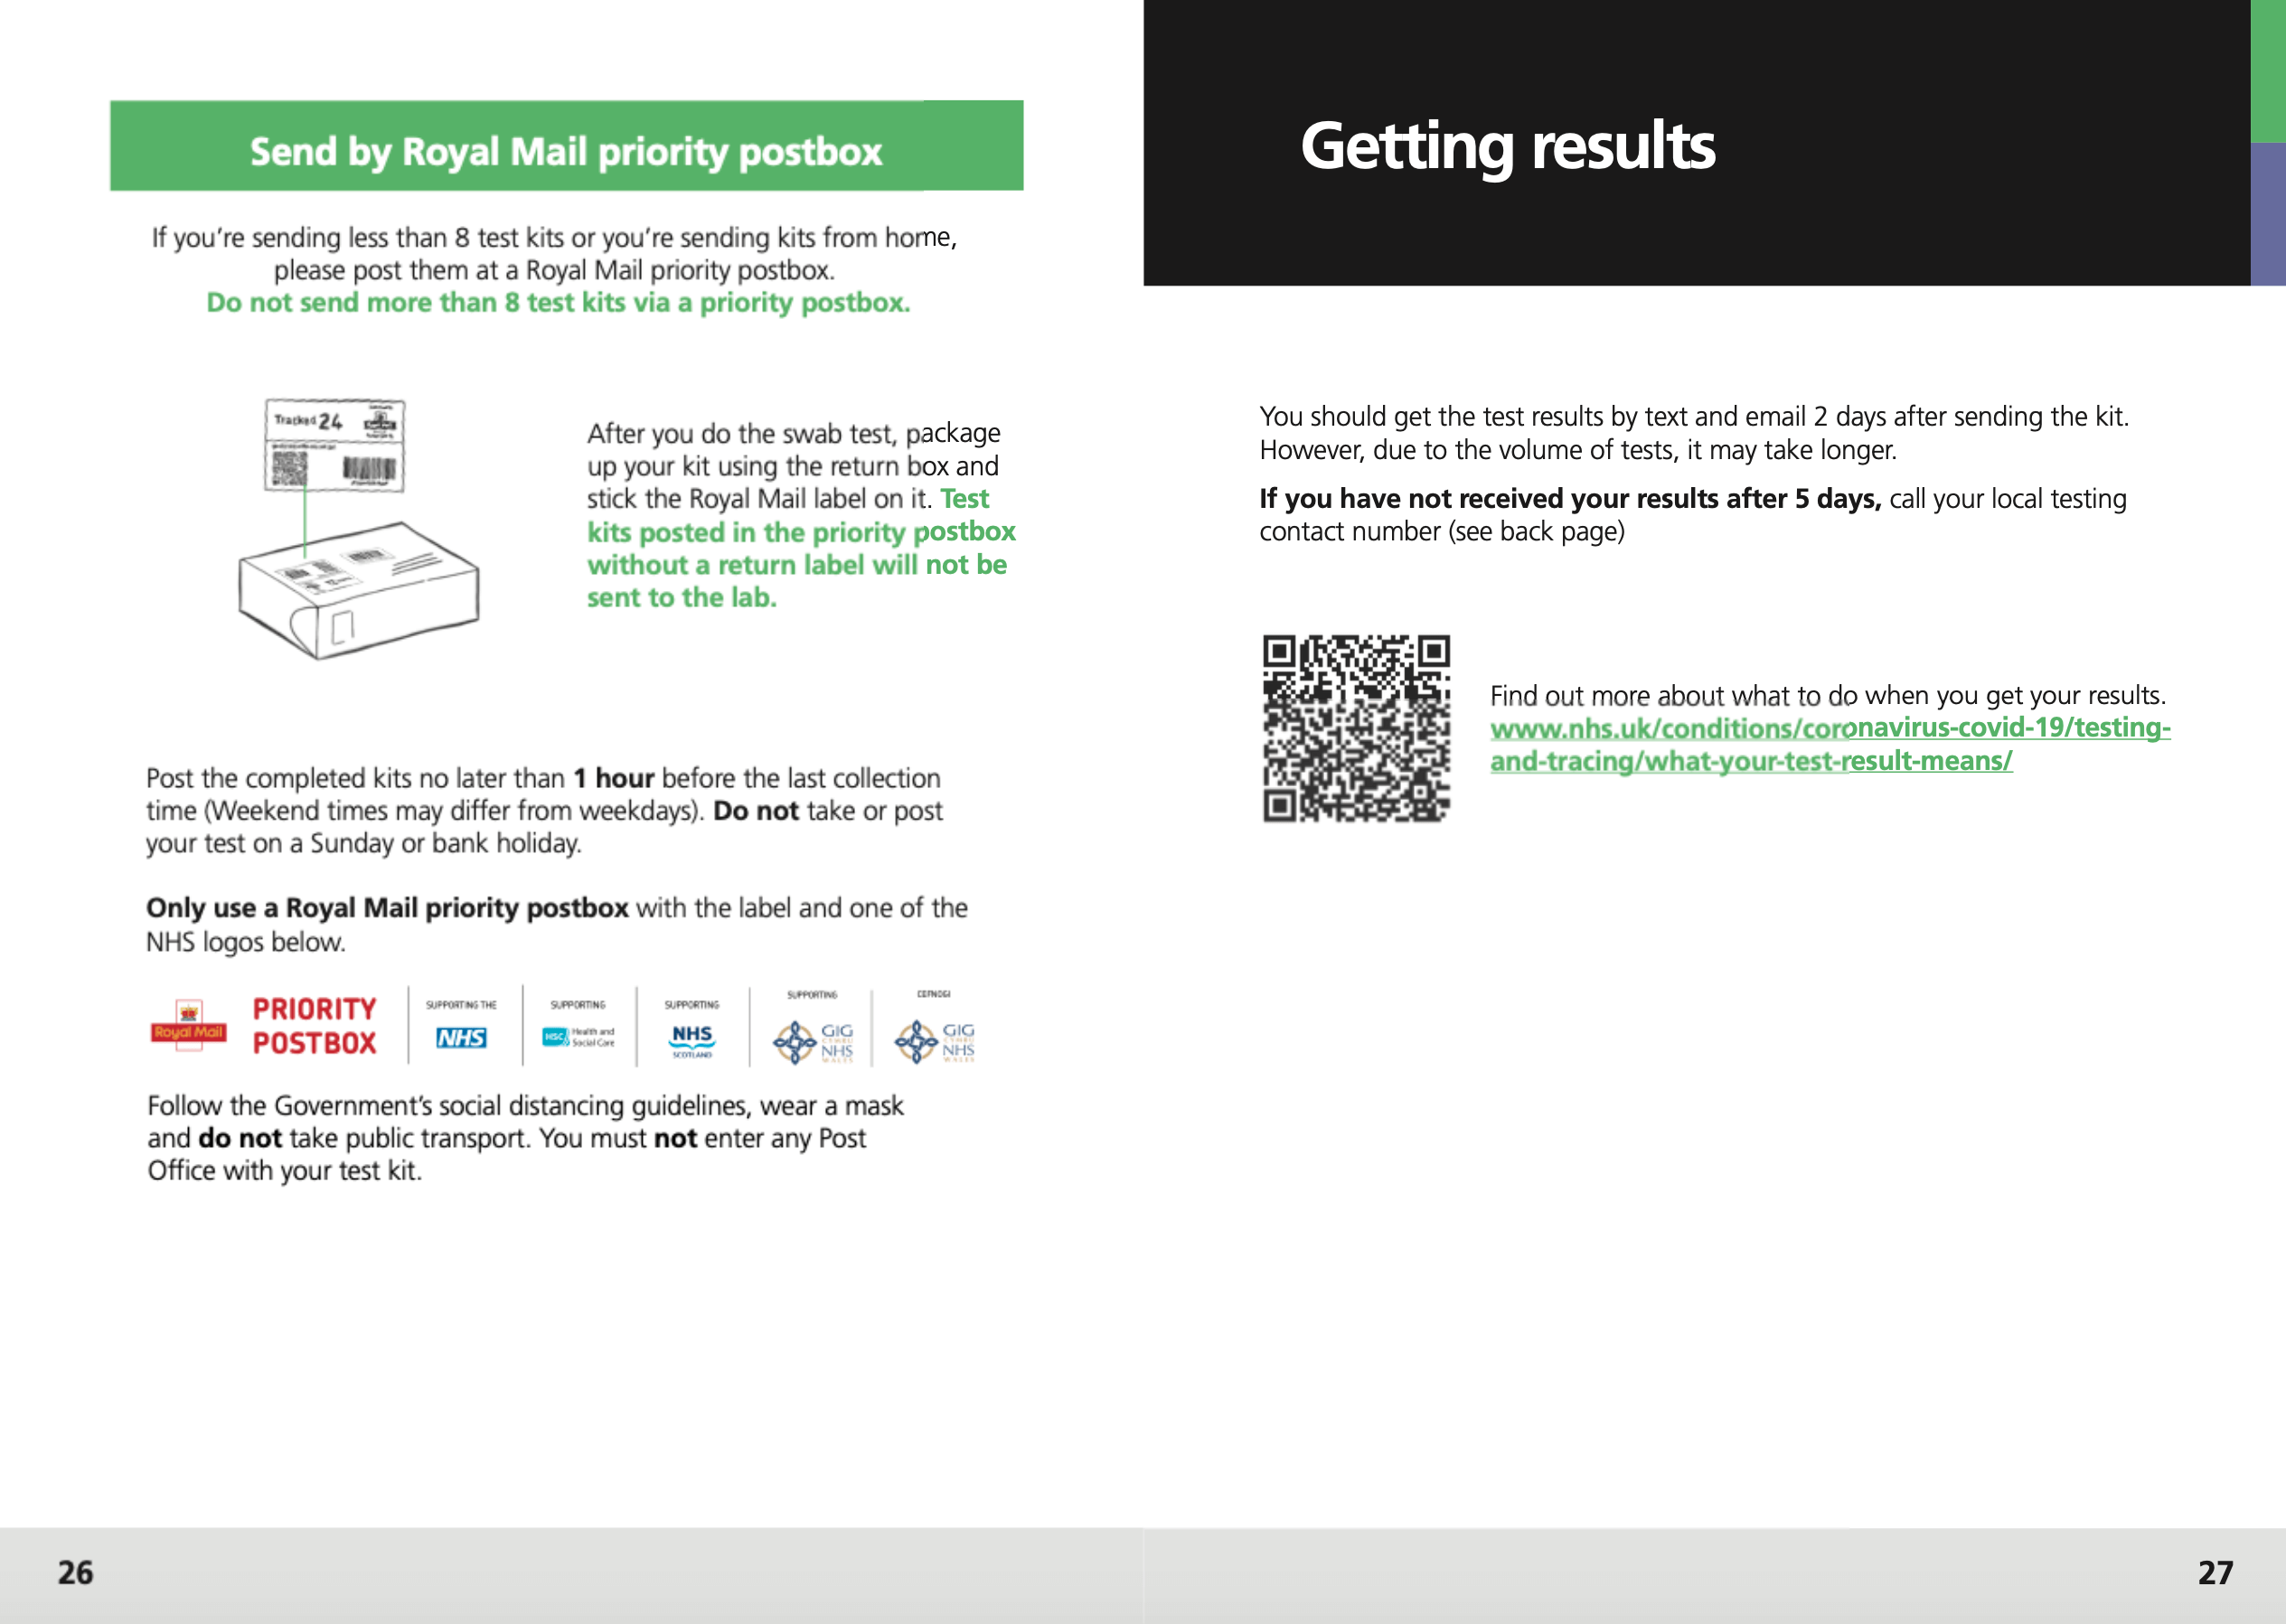 Send by Royal Mail priority postbox
If you're sending less than 8 test kits or you're sending kits from home,
please post them at a Royal Mail priority postbox.
Do not send more than 8 test kits via a priority postbox.
Tracked 24
After you do the swab test, package
up your kit using the return box and
stick the Royal Mail label on it. Test
kits posted in the priority postbox
without a return label will not be
sent to the lab.
Post the completed kits no later than 1 hour before the last collection
time (Weekend times may differ from weekdays). Do not take or post
your test on a Sunday or bank holiday.
Only use a Royal Mail priority postbox with the label and one of the
NHS logos below.
Royal Mail
PRIORITY
POSTBOX
SUPPORTING THE
NHS
SUPPORTING
HSC Health and
Social Care
SUPPORTING
NHS
SCOTLAND
SUPPORTING
GIG
CYMRU
NHS
WALES
CEFNOGI
GIG
CYMRU
NHS
WALES
Follow the Government's social distancing guidelines, wear a mask
and do not take public transport. You must not enter any Post
Office with your test kit.
26
Getting results
You should get the test results by text and email 2 days after sending the kit.
However, due to the volume of tests, it may take longer.
If you have not received your results after 5 days, call your local testing
contact number (see back page)
Find out more about what to do when you get your results.
www.nhs.uk/conditions/coronavirus-covid-19/testing-
and-tracing/what-your-test-result-means/
27